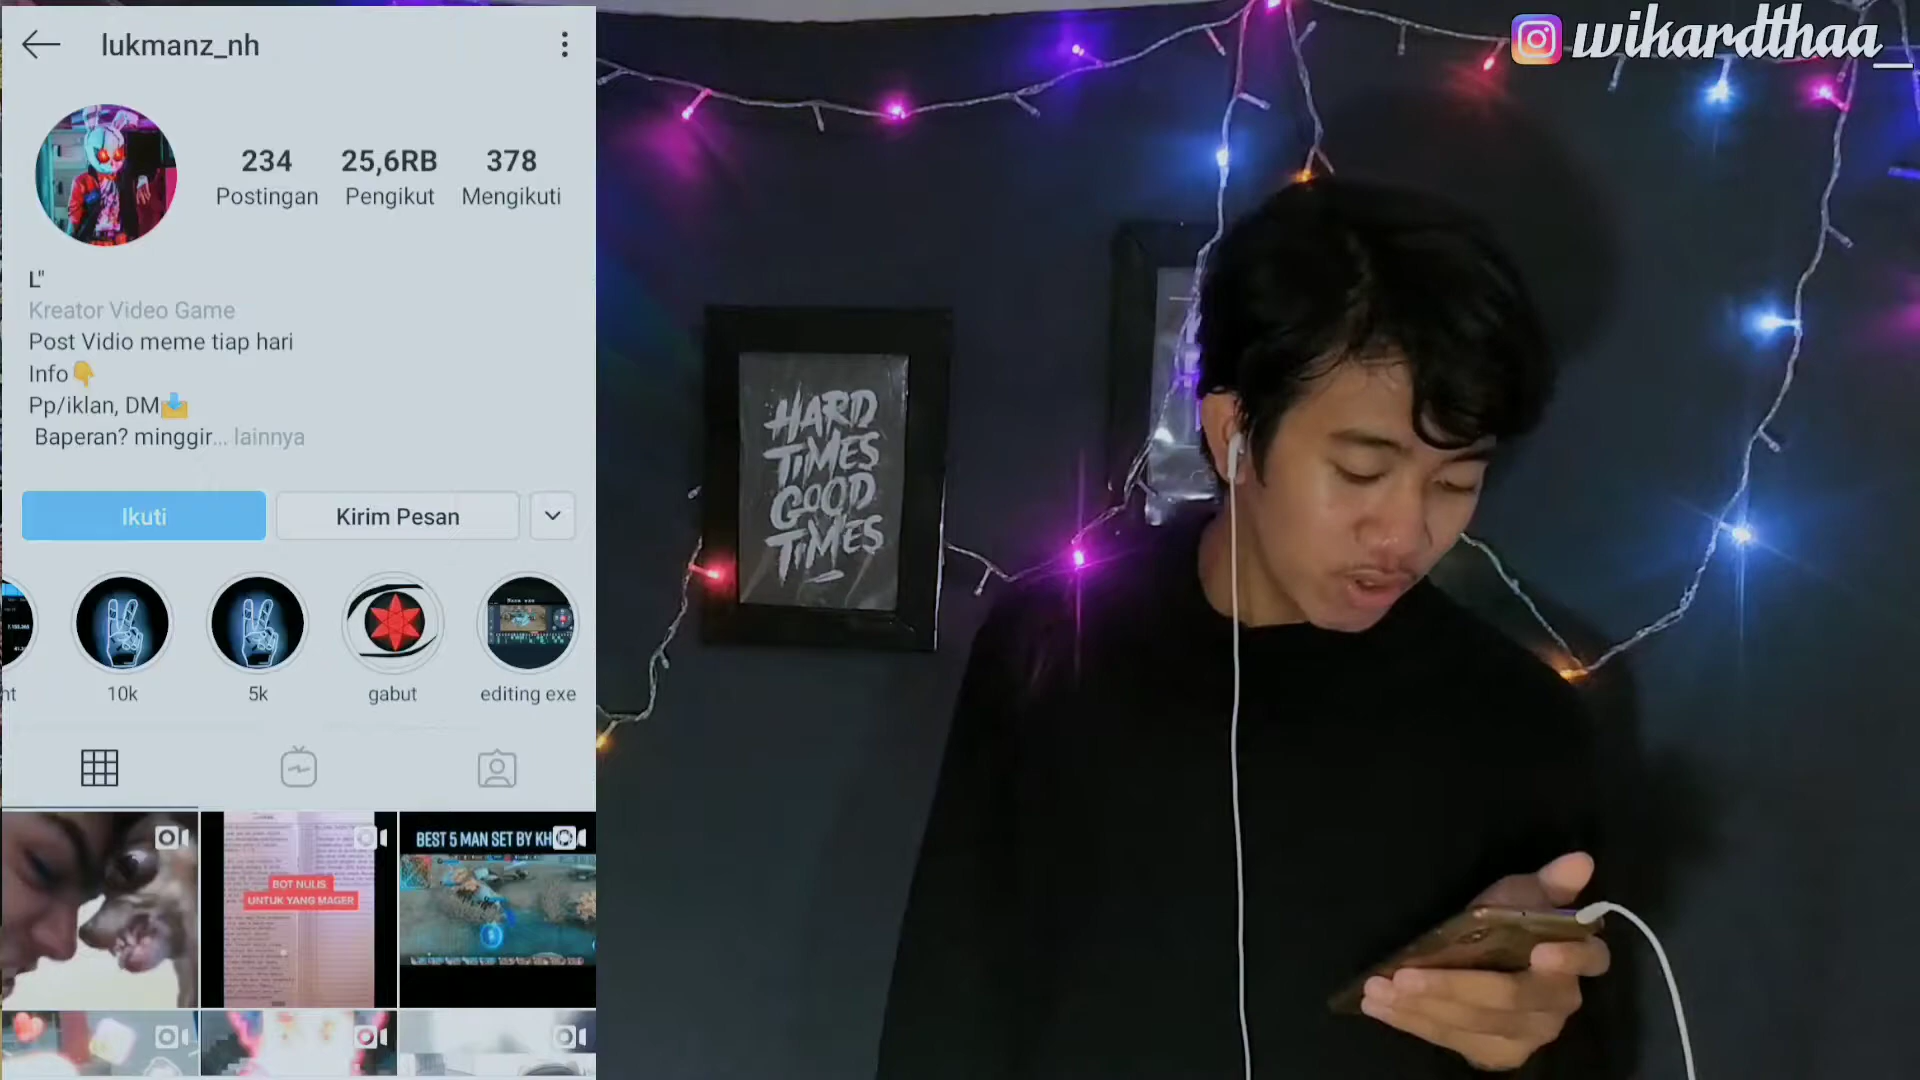 lukmanz_nh
234
Postingan
25,6RB
Pengikut
378
Mengikuti
L"
Kreator Video Game
Post Vidio meme tiap hari
Info👇
Pp/iklan, DM📥
Baperan? minggir... lainnya
Ikuti
Kirim Pesan
ht
10k
5k
gabut
editing exe
BOT NULIS
UNTUK YANG MAGER
BEST 5 MAN SET BY KH
HARD
TIMES
GOOD
TIMES
wikardthaa_